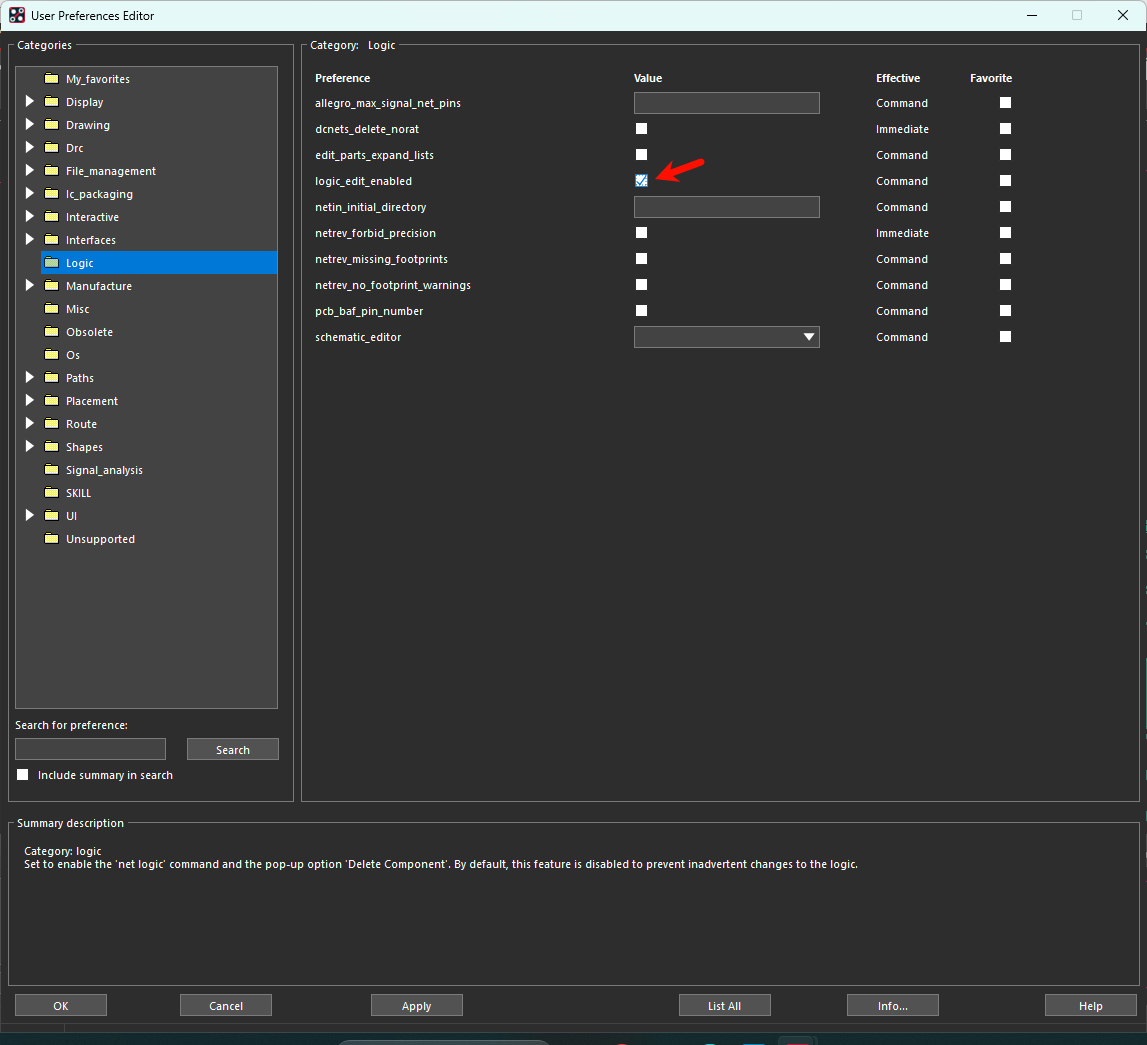 User Preferences Editor
Categories
My_favorites
Display
Drawing
Drc
File_management
Ic_packaging
Interactive
Interfaces
Logic
Manufacture
Misc
Obsolete
Os
Paths
Placement
Route
Shapes
Signal_analysis
SKILL
UI
Unsupported
Search for preference:
Search
Include summary in search
Category: Logic
Preference Value Effective Favorite
allegro_max_signal_net_pins Command
dcnets_delete_norat Immediate
edit_parts_expand_lists Command
logic_edit_enabled Command
netin_initial_directory Command
netrev_forbid_precision Immediate
netrev_missing_footprints Command
netrev_no_footprint_warnings Command
pcb_baf_pin_number Command
schematic_editor Command
Summary description
Category: logic
Set to enable the 'net logic' command and the pop-up option 'Delete Component'. By default, this feature is disabled to prevent inadvertent changes to the logic.
OK Cancel Apply List All Info... Help